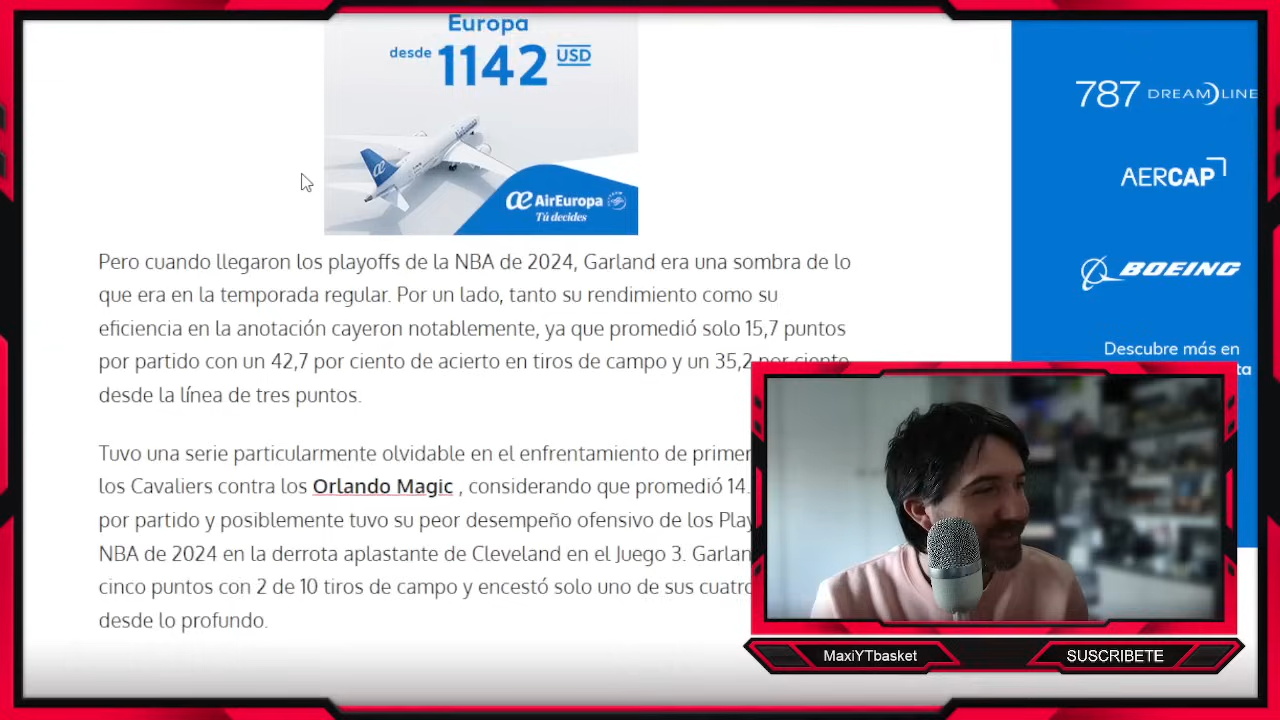 Europa
desde 1142 USD
AirEuropa
Tú decides
787 DREAMLINE
AERCAP
BOEING
Descubre más en
ta
Pero cuando llegaron los playoffs de la NBA de 2024, Garland era una sombra de lo
que era en la temporada regular. Por un lado, tanto su rendimiento como su
eficiencia en la anotación cayeron notablemente, ya que promedió solo 15,7 puntos
por partido con un 42,7 por ciento de acierto en tiros de campo y un 35,2 por ciento
desde la línea de tres puntos.
Tuvo una serie particularmente olvidable en el enfrentamiento de primer
los Cavaliers contra los Orlando Magic , considerando que promedió 14.
por partido y posiblemente tuvo su peor desempeño ofensivo de los Play
NBA de 2024 en la derrota aplastante de Cleveland en el Juego 3. Garlan
cinco puntos con 2 de 10 tiros de campo y encestó solo uno de sus cuatro
desde lo profundo.
MaxiYTbasket
SUSCRIBETE